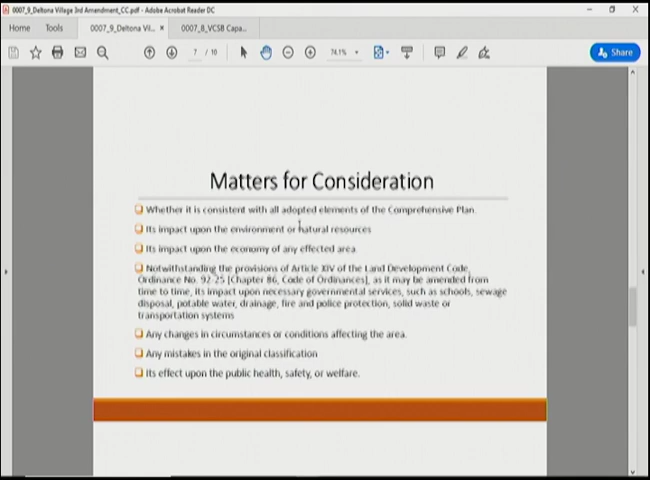 0007_9_Deltona Village 3rd Amendment_CC.pdf - Adobe Acrobat Reader DC
Home Tools 0007_9_Deltona Vil... × 0007_8_VCSB Capa...
7 / 10 74.1% Share
Matters for Consideration
Whether it is consistent with all adopted elements of the Comprehensive Plan.
Its impact upon the environment or natural resources
Its impact upon the economy of any effected area.
Notwithstanding the provisions of Article XIV of the Land Development Code,
Ordinance No. 92-25 [Chapter 86, Code of Ordinances], as it may be amended from
time to time, its impact upon necessary governmental services, such as schools, sewage
disposal, potable water, drainage, fire and police protection, solid waste or
transportation systems
Any changes in circumstances or conditions affecting the area.
Any mistakes in the original classification
Its effect upon the public health, safety, or welfare.